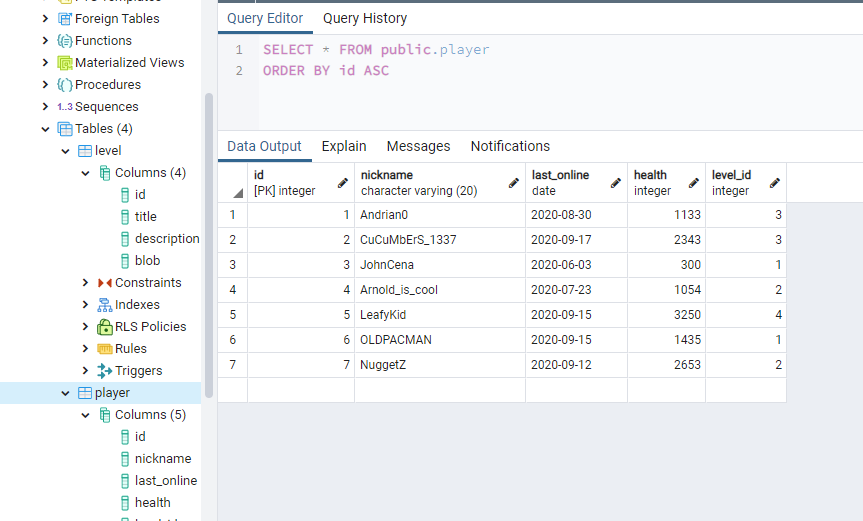 Foreign Tables
Functions
Materialized Views
Procedures
1..3 Sequences
Tables (4)
level
Columns (4)
id
title
description
blob
Constraints
Indexes
RLS Policies
Rules
Triggers
player
Columns (5)
id
nickname
last_online
health
Query Editor Query History
1 SELECT * FROM public.player
2 ORDER BY id ASC
Data Output Explain Messages Notifications
id nickname last_online health level_id
[PK] integer character varying (20) date integer integer
1 1 Andrian0 2020-08-30 1133 3
2 2 CuCuMbErS_1337 2020-09-17 2343 3
3 3 JohnCena 2020-06-03 300 1
4 4 Arnold_is_cool 2020-07-23 1054 2
5 5 LeafyKid 2020-09-15 3250 4
6 6 OLDPACMAN 2020-09-15 1435 1
7 7 NuggetZ 2020-09-12 2653 2